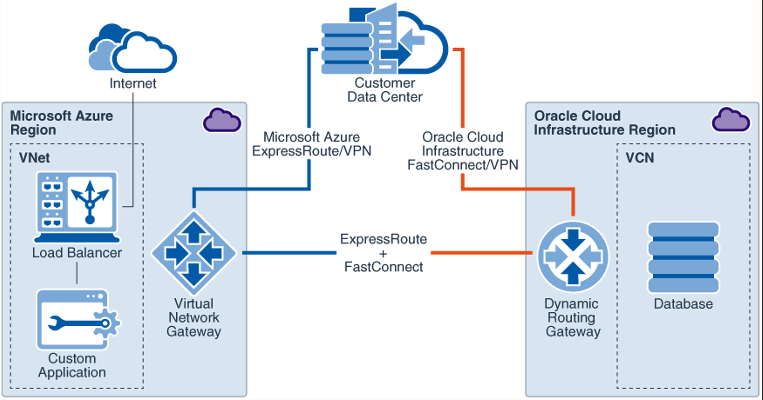 Internet
Customer
Data Center
Microsoft Azure
Region
Oracle Cloud
Infrastructure Region
Microsoft Azure
ExpressRoute/VPN
Oracle Cloud
Infrastructure
FastConnect/VPN
VNet
VCN
Load Balancer
ExpressRoute
+
FastConnect
Virtual
Network
Gateway
Dynamic
Routing
Gateway
Database
Custom
Application